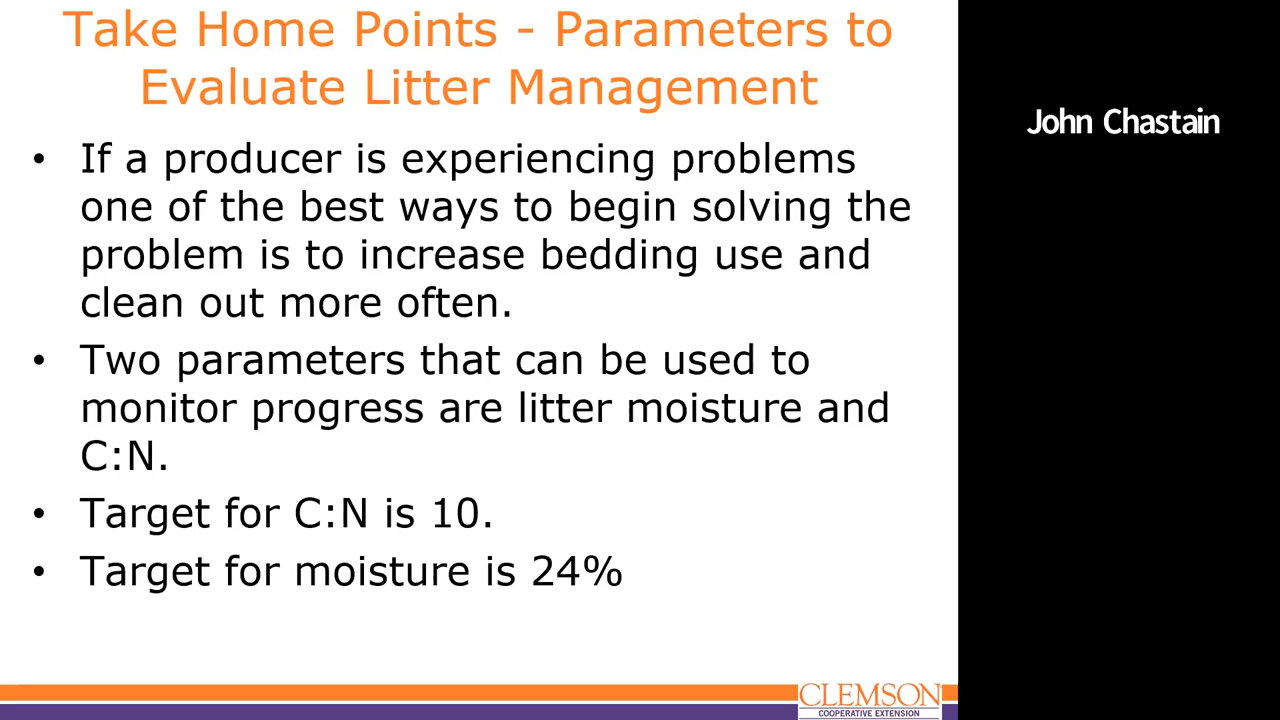 Take Home Points - Parameters to
Evaluate Litter Management
• If a producer is experiencing problems
one of the best ways to begin solving the
problem is to increase bedding use and
clean out more often.
• Two parameters that can be used to
monitor progress are litter moisture and
C:N.
• Target for C:N is 10.
• Target for moisture is 24%
CLEMSON
COOPERATIVE EXTENSION
John Chastain